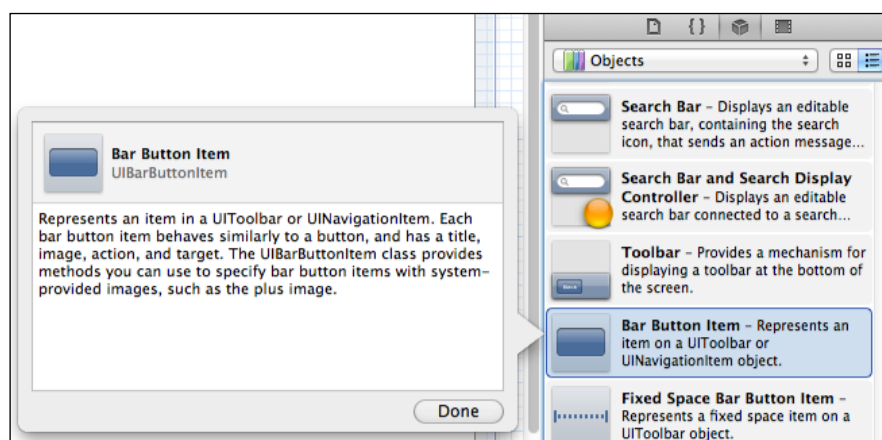 { }
Objects
Search Bar – Displays an editable
search bar, containing the search
icon, that sends an action message...
Search Bar and Search Display
Controller – Displays an editable
search bar connected to a search...
Toolbar – Provides a mechanism for
displaying a toolbar at the bottom of
the screen.
Bar Button Item – Represents an
item on a UIToolbar or
UINavigationItem object.
Fixed Space Bar Button Item –
Represents a fixed space item on a
UIToolbar object.
Bar Button Item
UIBarButtonItem
Represents an item in a UIToolbar or UINavigationItem. Each
bar button item behaves similarly to a button, and has a title,
image, action, and target. The UIBarButtonItem class provides
methods you can use to specify bar button items with system-
provided images, such as the plus image.
Done